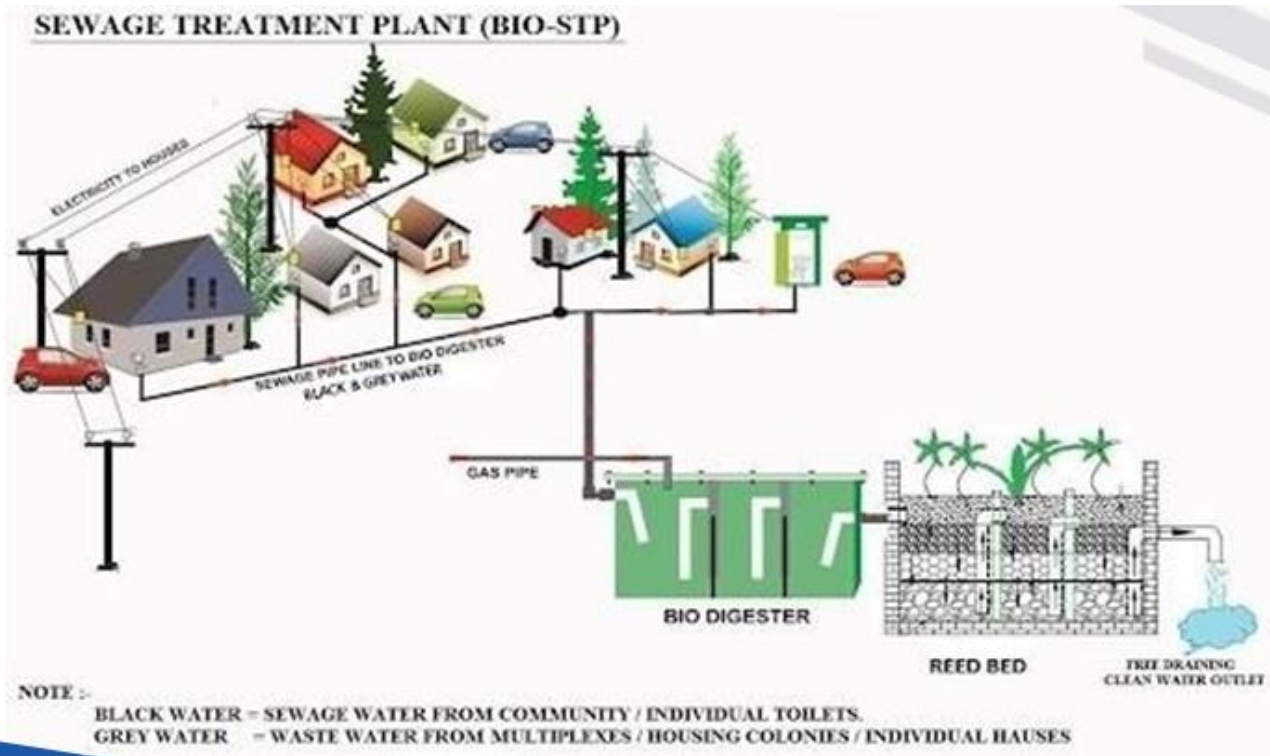 SEWAGE TREATMENT PLANT (BIO-STP)
ELECTRICITY TO HOUSED
SEWAGE PIPE LINE TO BIO DIGESTER
BLACK & GREY WATER
GAS PIPE
BIO DIGESTER
REED BED
FREE DRAINING
CLEAN WATER OUTLET
NOTE :-
BLACK WATER = SEWAGE WATER FROM COMMUNITY / INDIVIDUAL TOILETS.
GREY WATER = WASTE WATER FROM MULTIPLEXES / HOUSING COLONIES / INDIVIDUAL HAUSES